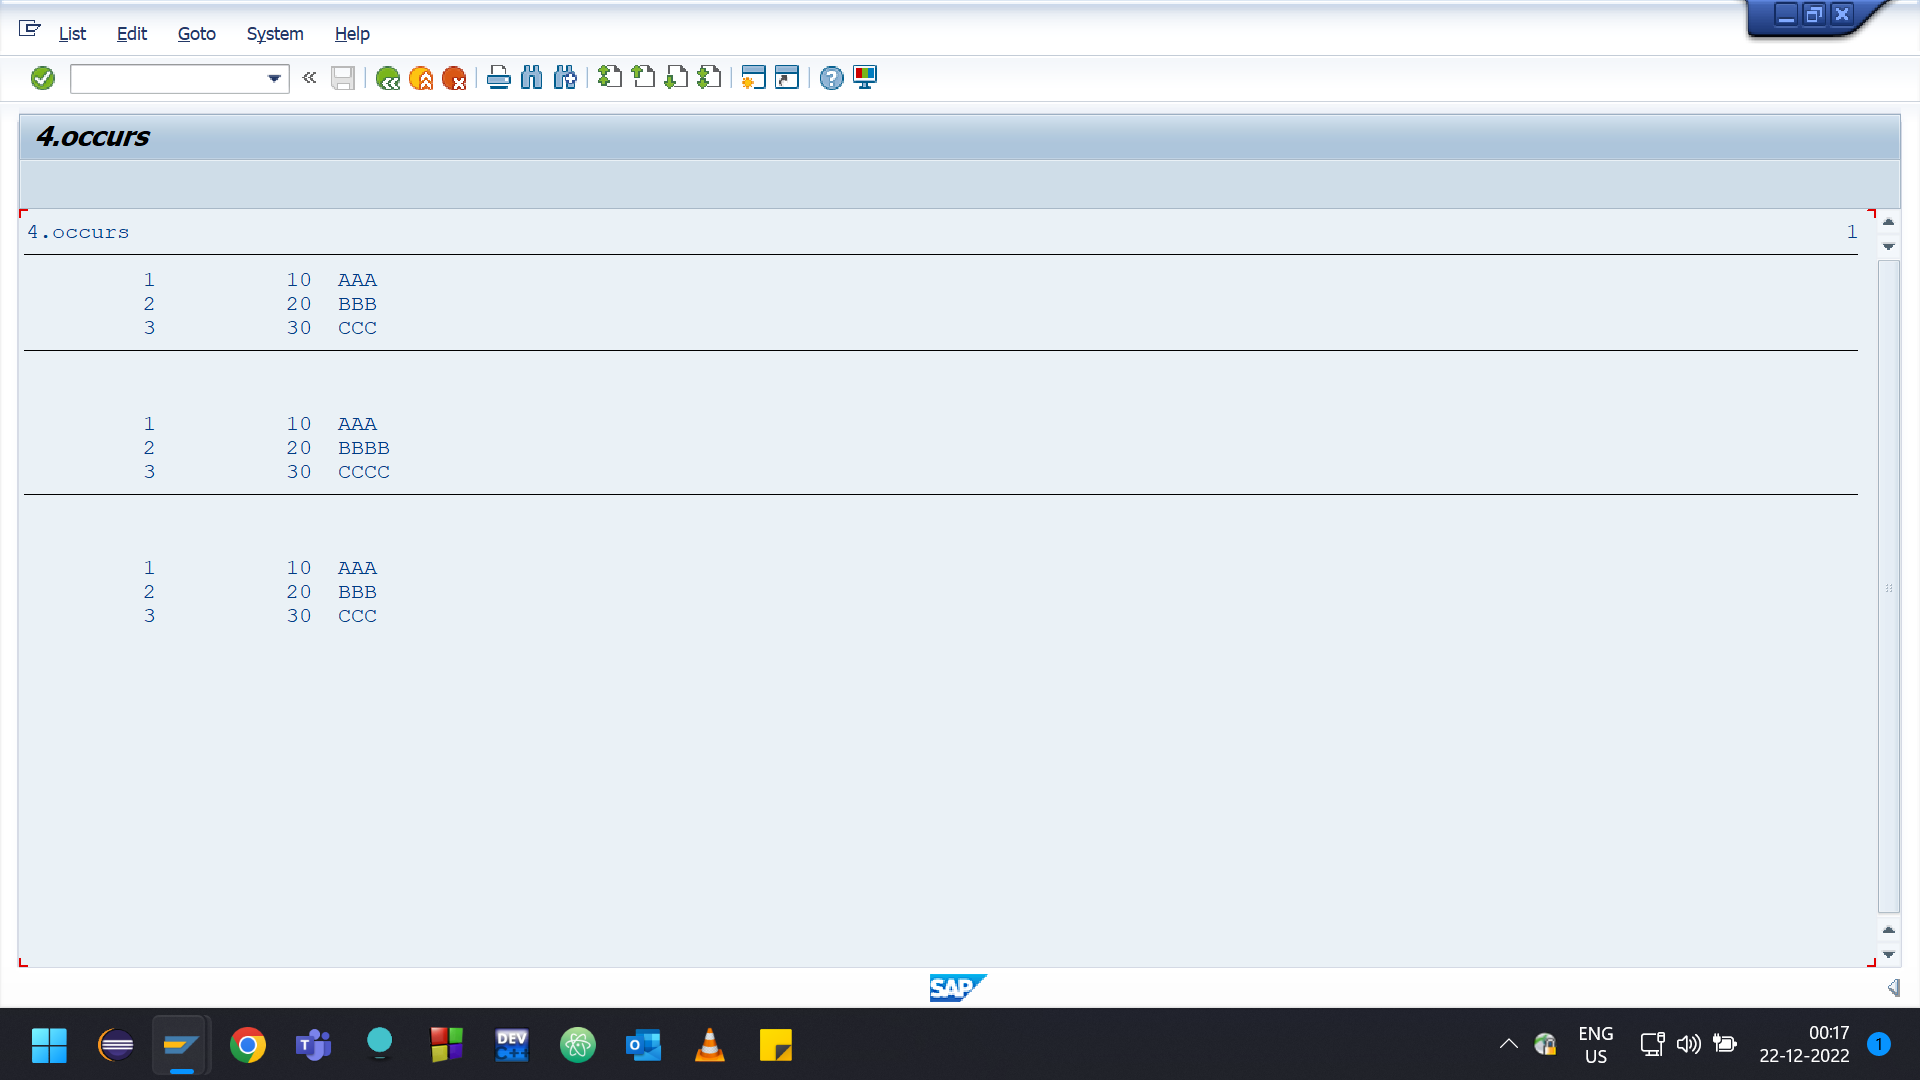 List Edit Goto System Help
4.occurs
4.occurs 1
1 10 AAA
2 20 BBB
3 30 CCC
1 10 AAA
2 20 BBBB
3 30 CCCC
1 10 AAA
2 20 BBB
3 30 CCC
SAP
T
DEV
C++
O
ENG
US
00:17
22-12-2022
1